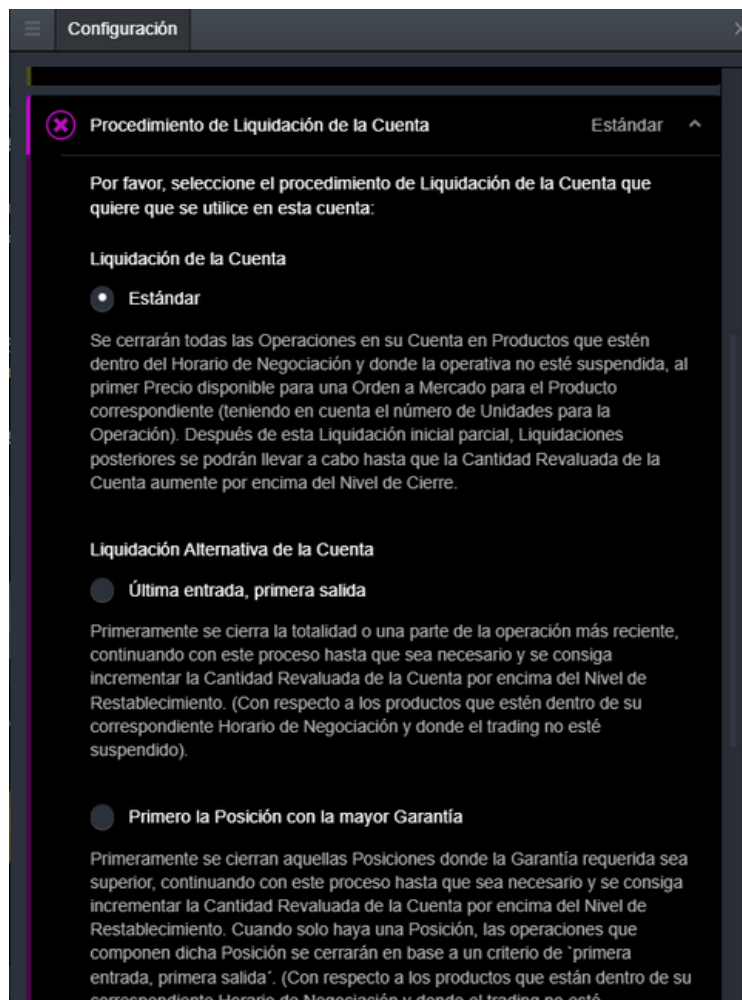 Configuración
Procedimiento de Liquidación de la Cuenta Estándar
Por favor, seleccione el procedimiento de Liquidación de la Cuenta que
quiere que se utilice en esta cuenta:
Liquidación de la Cuenta
Estándar
Se cerrarán todas las Operaciones en su Cuenta en Productos que estén
dentro del Horario de Negociación y donde la operativa no esté suspendida, al
primer Precio disponible para una Orden a Mercado para el Producto
correspondiente (teniendo en cuenta el número de Unidades para la
Operación). Después de esta Liquidación inicial parcial, Liquidaciones
posteriores se podrán llevar a cabo hasta que la Cantidad Revaluada de la
Cuenta aumente por encima del Nivel de Cierre.
Liquidación Alternativa de la Cuenta
Última entrada, primera salida
Primeramente se cierra la totalidad o una parte de la operación más reciente,
continuando con este proceso hasta que sea necesario y se consiga
incrementar la Cantidad Revaluada de la Cuenta por encima del Nivel de
Restablecimiento. (Con respecto a los productos que estén dentro de su
correspondiente Horario de Negociación y donde el trading no esté
suspendido).
Primero la Posición con la mayor Garantía
Primeramente se cierran aquellas Posiciones donde la Garantía requerida sea
superior, continuando con este proceso hasta que sea necesario y se consiga
incrementar la Cantidad Revaluada de la Cuenta por encima del Nivel de
Restablecimiento. Cuando solo haya una Posición, las operaciones que
componen dicha Posición se cerrarán en base a un criterio de `primera
entrada, primera salida´. (Con respecto a los productos que están dentro de su
correspondiente Horario de Negociación y donde el trading no esté